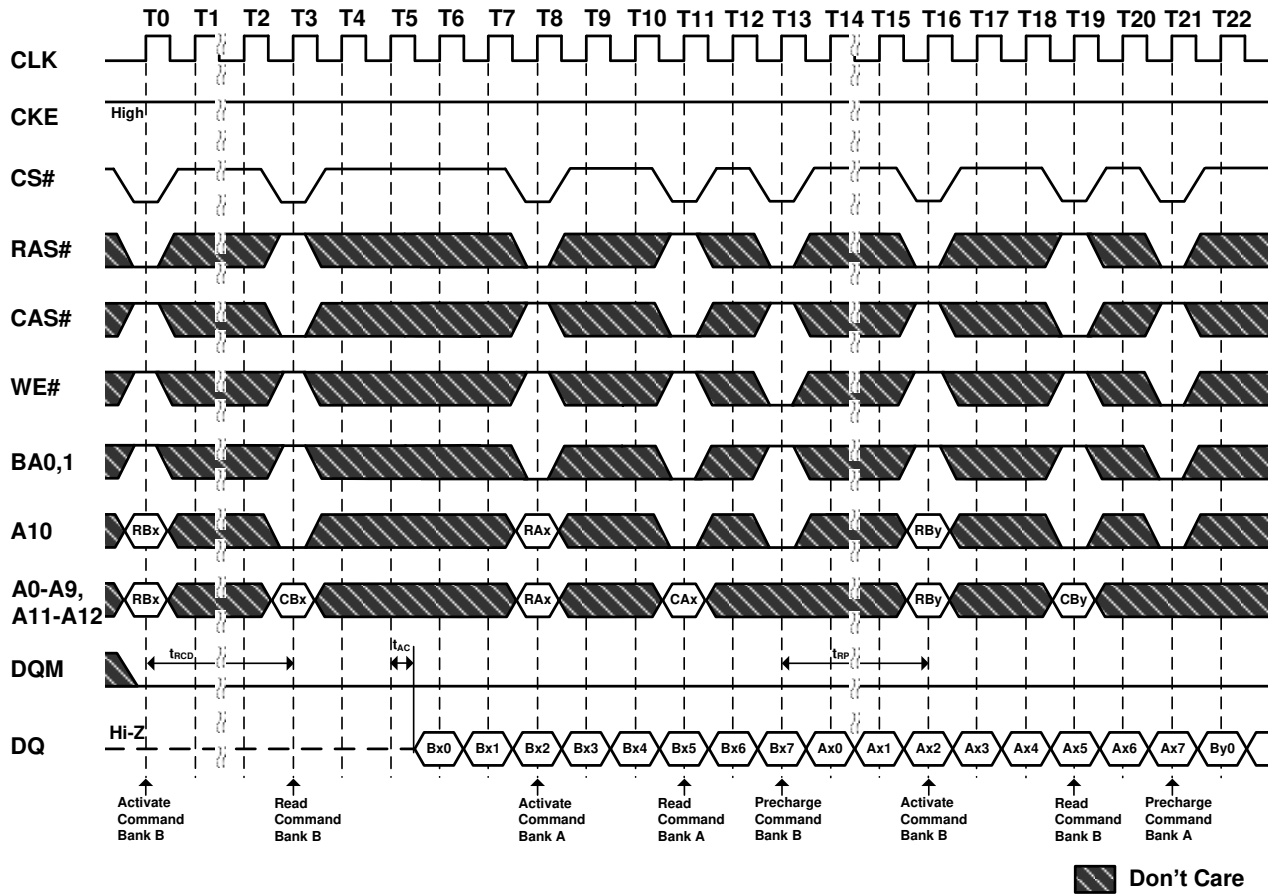 T0 T1 T2 T3 T4 T5 T6 T7 T8 T9 T10 T11 T12 T13 T14 T15 T16 T17 T18 T19 T20 T21 T22
CLK
CKE
High
CS#
RAS#
CAS#
WE#
BA0,1
A10
RBx RAx RBy
A0-A9,
A11-A12
RBx CBx RAx CAx RBy CBy
DQM
tRCD tAC tRP
DQ
Hi-Z
Bx0 Bx1 Bx2 Bx3 Bx4 Bx5 Bx6 Bx7 Ax0 Ax1 Ax2 Ax3 Ax4 Ax5 Ax6 Ax7 By0
Activate
Command
Bank B
Read
Command
Bank B
Activate
Command
Bank A
Read
Command
Bank A
Precharge
Command
Bank B
Activate
Command
Bank B
Read
Command
Bank B
Precharge
Command
Bank A
Don't Care